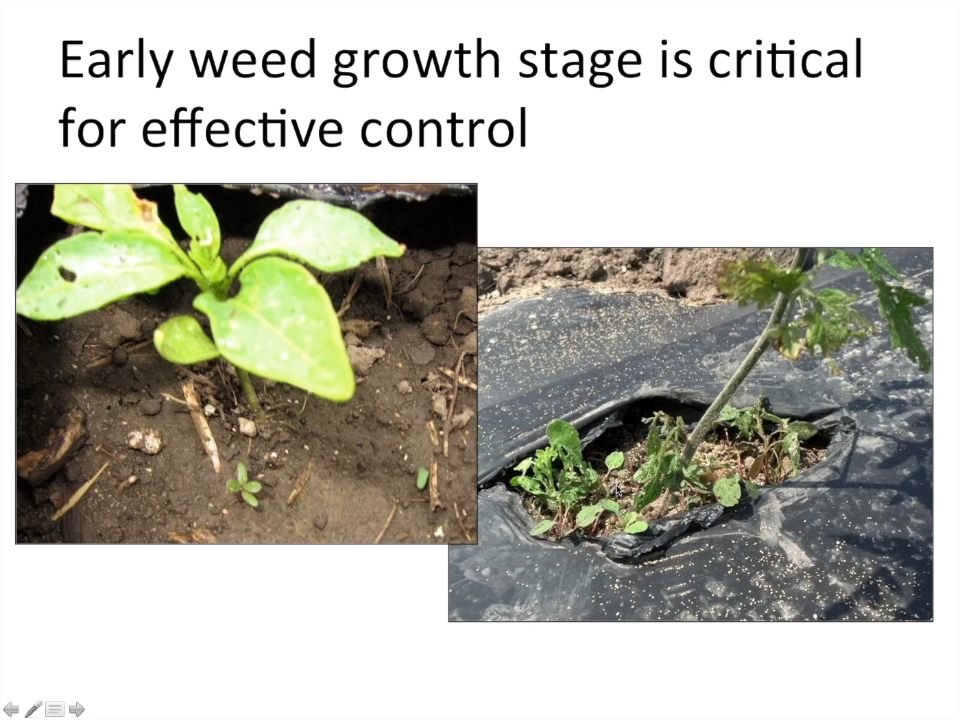 Early weed growth stage is critical
for effective control